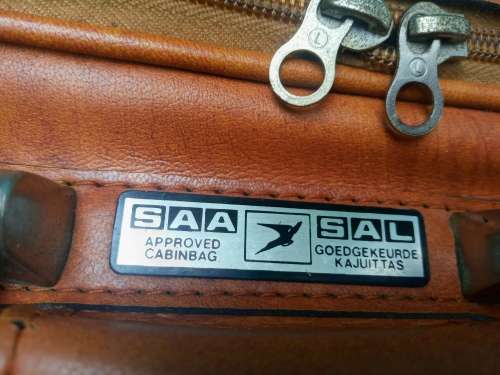 SAA
APPROVED
CABINBAG
SAL
GOEDGEKEURDE
KAJUITTAS